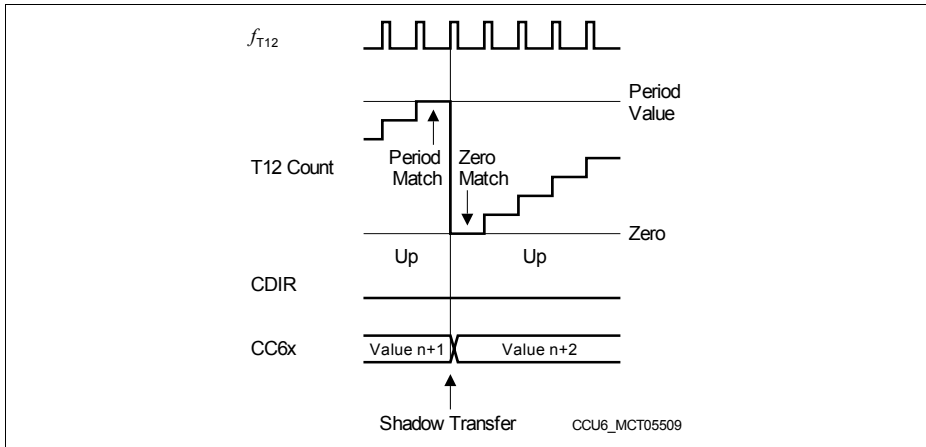 fT12
Period
Value
T12 Count
Period
Match
Zero
Match
Zero
Up
Up
CDIR
CC6x
Value n+1
Value n+2
Shadow Transfer
CCU6_MCT05509